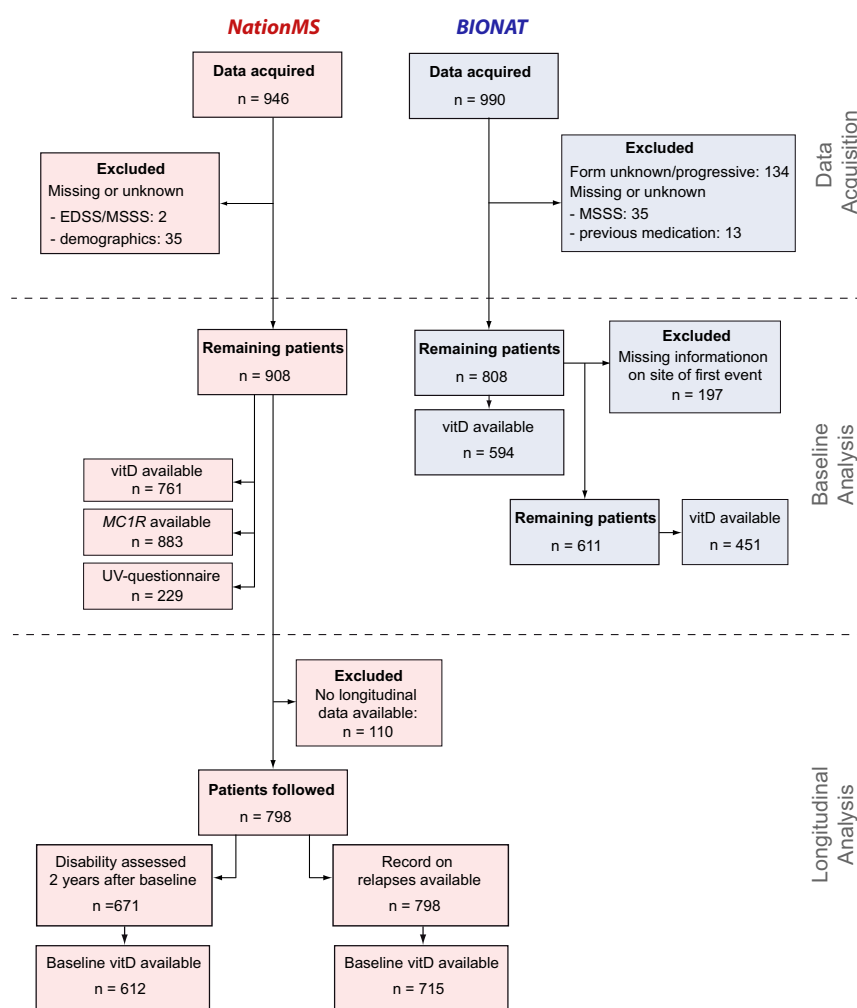 NationMS
BIONAT
Data acquired
n = 946
Data acquired
n = 990
Data
Acquisition
Excluded
Missing or unknown
- EDSS/MSSS: 2
- demographics: 35
Excluded
Form unknown/progressive: 134
Missing or unknown
- MSSS: 35
- previous medication: 13
Remaining patients
n = 908
Remaining patients
n = 808
Excluded
Missing informationon
on site of first event
n = 197
Baseline
Analysis
vitD available
n = 594
vitD available
n = 761
MC1R available
n = 883
UV-questionnaire
n = 229
Remaining patients
n = 611
vitD available
n = 451
Excluded
No longitudinal
data available:
n = 110
Longitudinal
Analysis
Patients followed
n = 798
Disability assessed
2 years after baseline
n =671
Record on
relapses available
n = 798
Baseline vitD available
n = 612
Baseline vitD available
n = 715